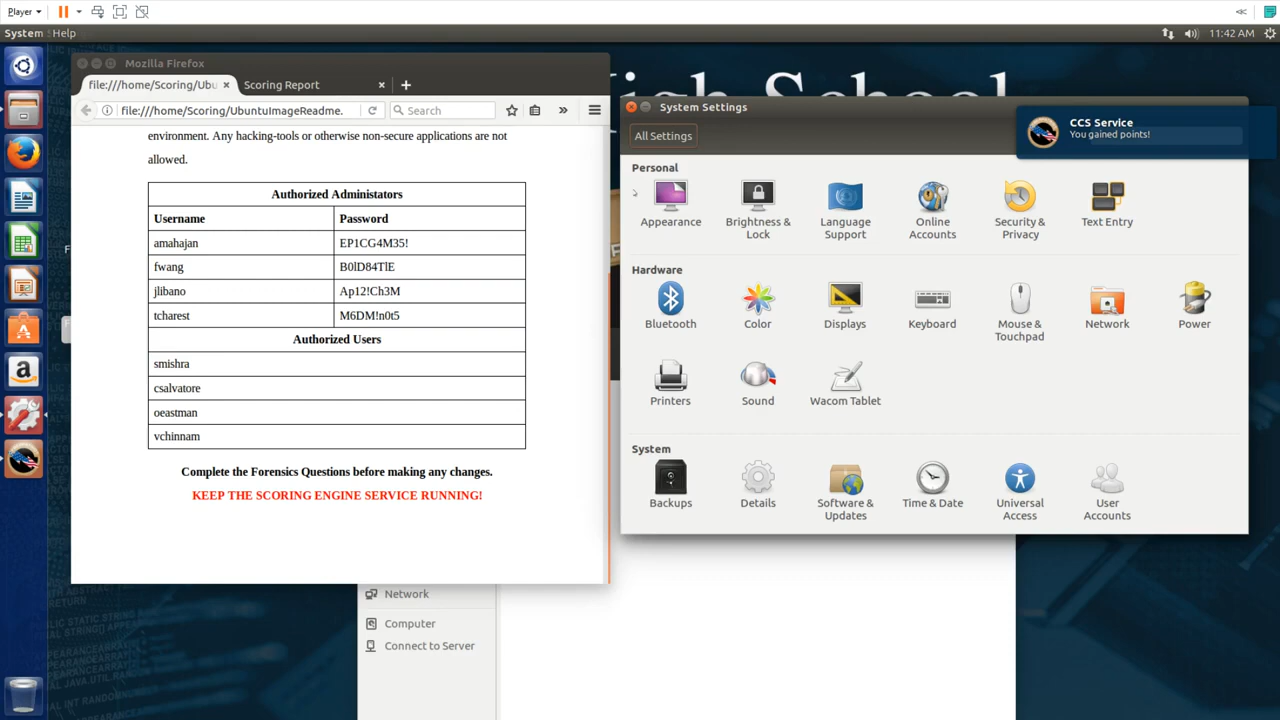 Player
System Help
11:42 AM
High School
Mozilla Firefox
file:///home/Scoring/Ubu
Scoring Report
file:///home/Scoring/UbuntuImageReadme.
Search
environment. Any hacking-tools or otherwise non-secure applications are not
allowed.
Authorized Administators
Username Password
amahajan EP1CG4M35!
fwang B0lD84TlE
jlibano Ap12!Ch3M
tcharest M6DM!n0t5
Authorized Users
smishra
csalvatore
oeastman
vchinnam
Complete the Forensics Questions before making any changes.
KEEP THE SCORING ENGINE SERVICE RUNNING!
System Settings
All Settings
CCS Service
You gained points!
Personal
Appearance
Brightness &
Lock
Language
Support
Online
Accounts
Security &
Privacy
Text Entry
Hardware
Bluetooth
Color
Displays
Keyboard
Mouse &
Touchpad
Network
Power
Printers
Sound
Wacom Tablet
System
Backups
Details
Software &
Updates
Time & Date
Universal
Access
User
Accounts
Network
Computer
Connect to Server